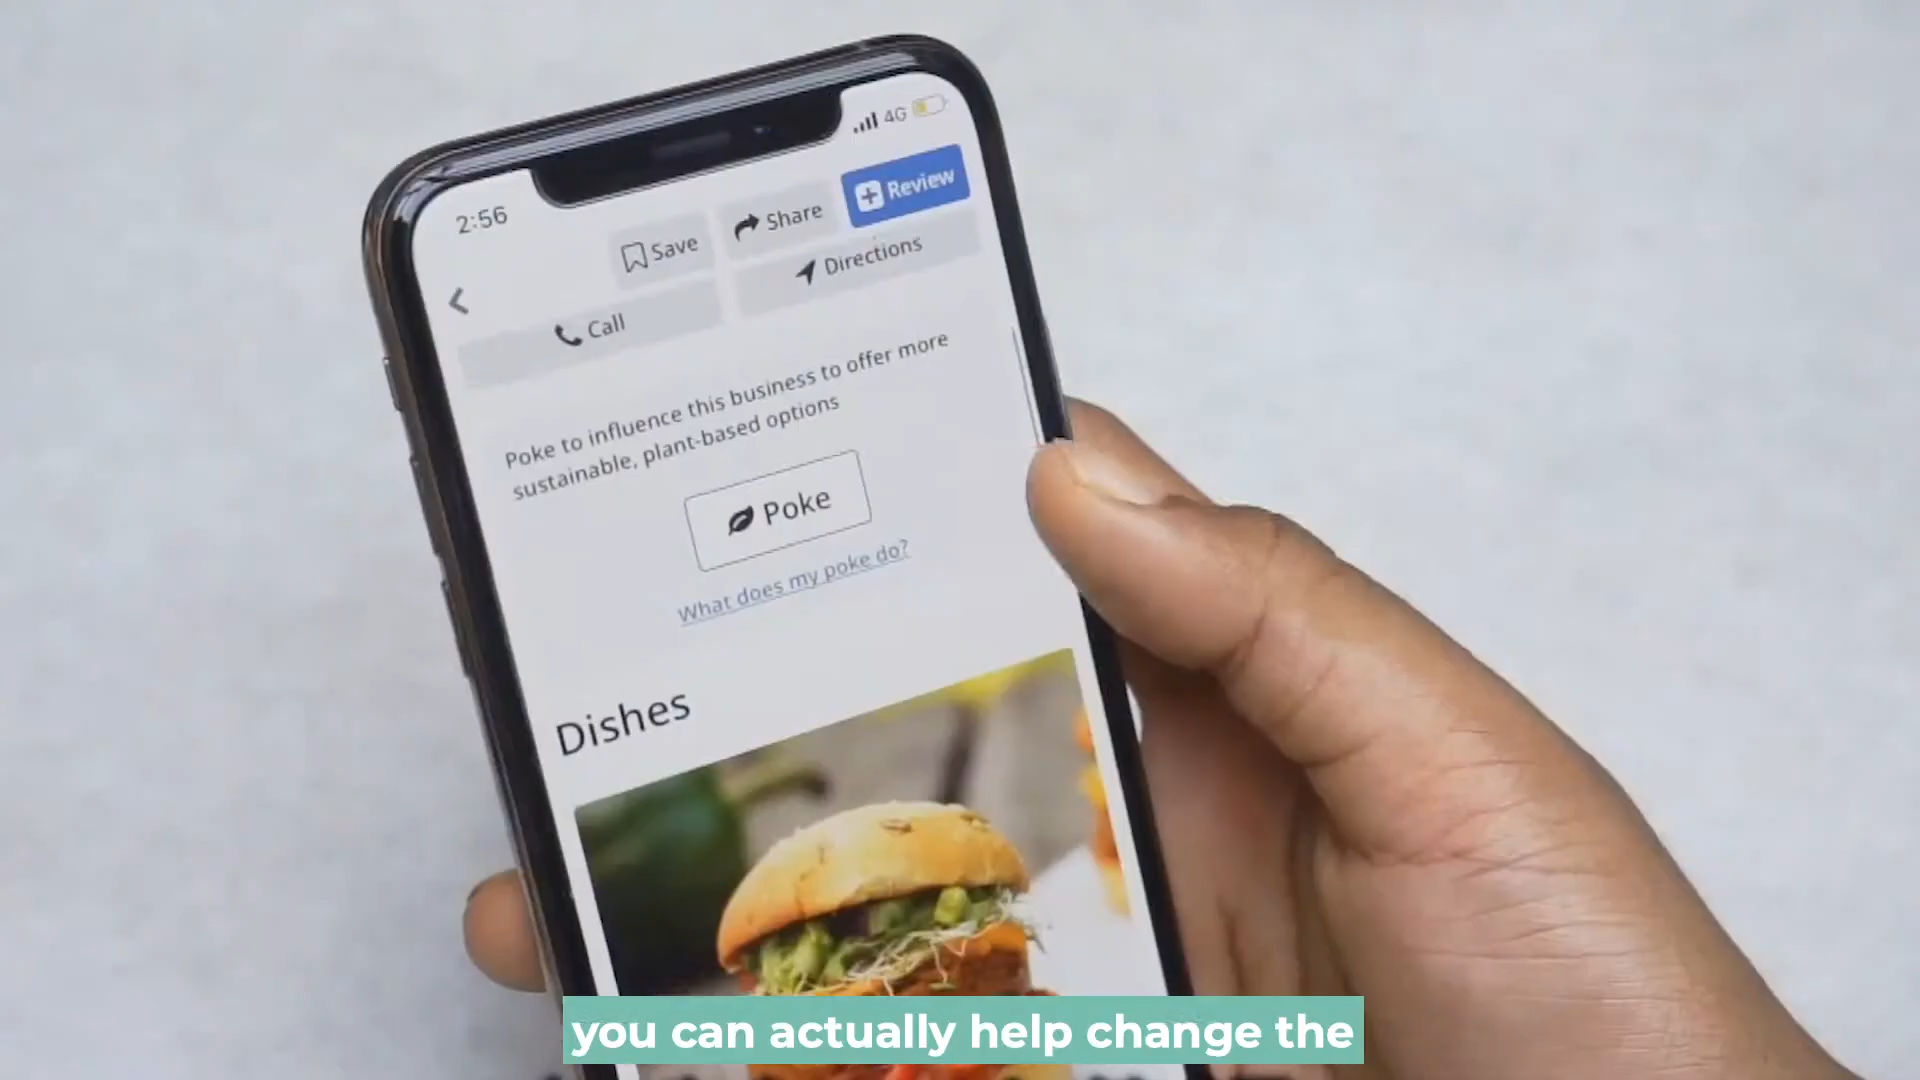 2:56
4G
Save
Share
Review
Call
Directions
Poke to influence this business to offer more
sustainable, plant-based options
Poke
What does my poke do?
Dishes
you can actually help change the